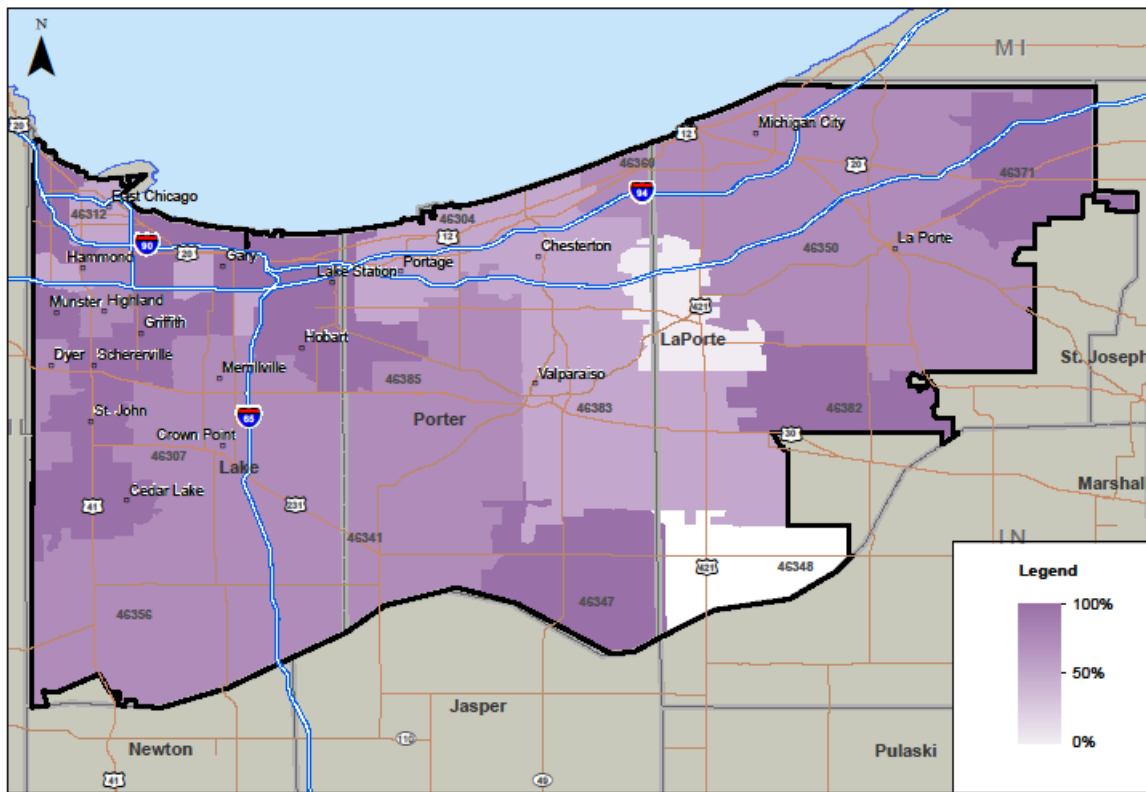 N
MI
20
12
Michigan City
46360
20
46371
94
East Chicago
46312
46304
12
90
20
Chesterton
46350
La Porte
Hammond
Gary
Lake Station
Portage
Munster
Highland
421
Griffith
Hobart
LaPorte
St. Joseph
Dyer
Schererville
Merrillville
46385
Valparaiso
St. John
65
Porter
46383
46382
IL
Crown Point
30
46307
Lake
Marshal
Cedar Lake
41
231
46341
IN
421
46348
46356
46347
Legend
100%
50%
0%
Jasper
Newton
110
Pulaski
41
49